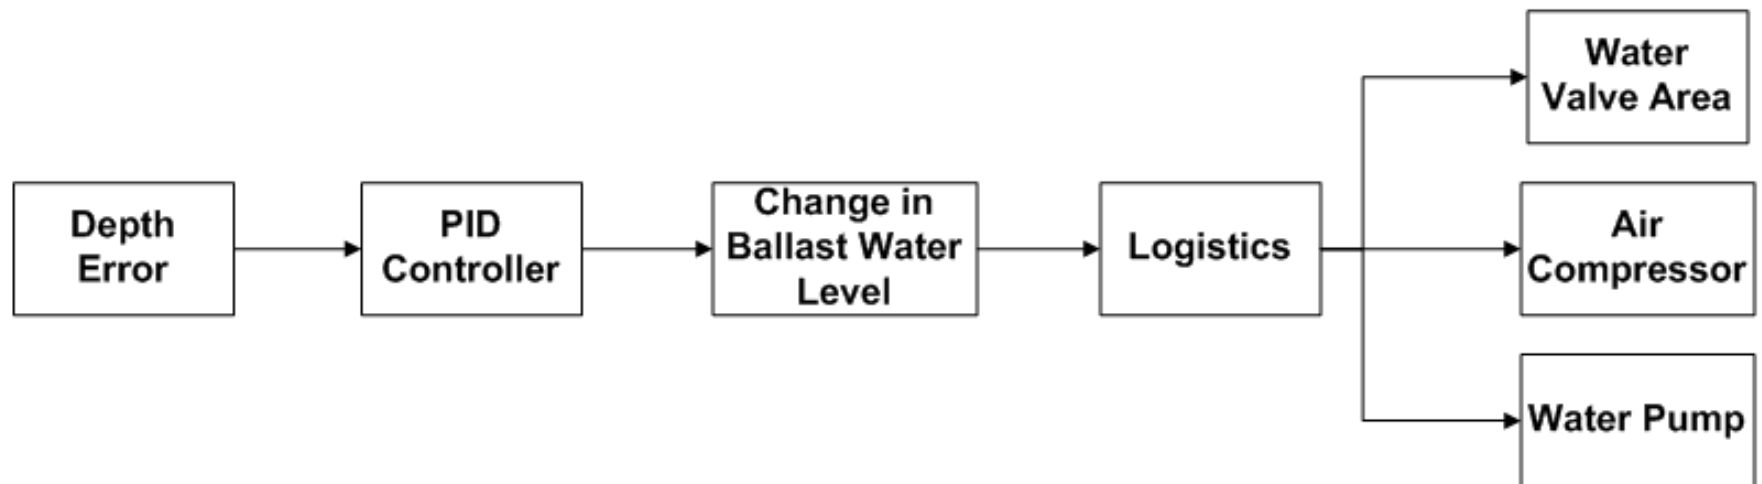 Depth
Error
PID
Controller
Change in
Ballast Water
Level
Logistics
Water
Valve Area
Air
Compressor
Water Pump